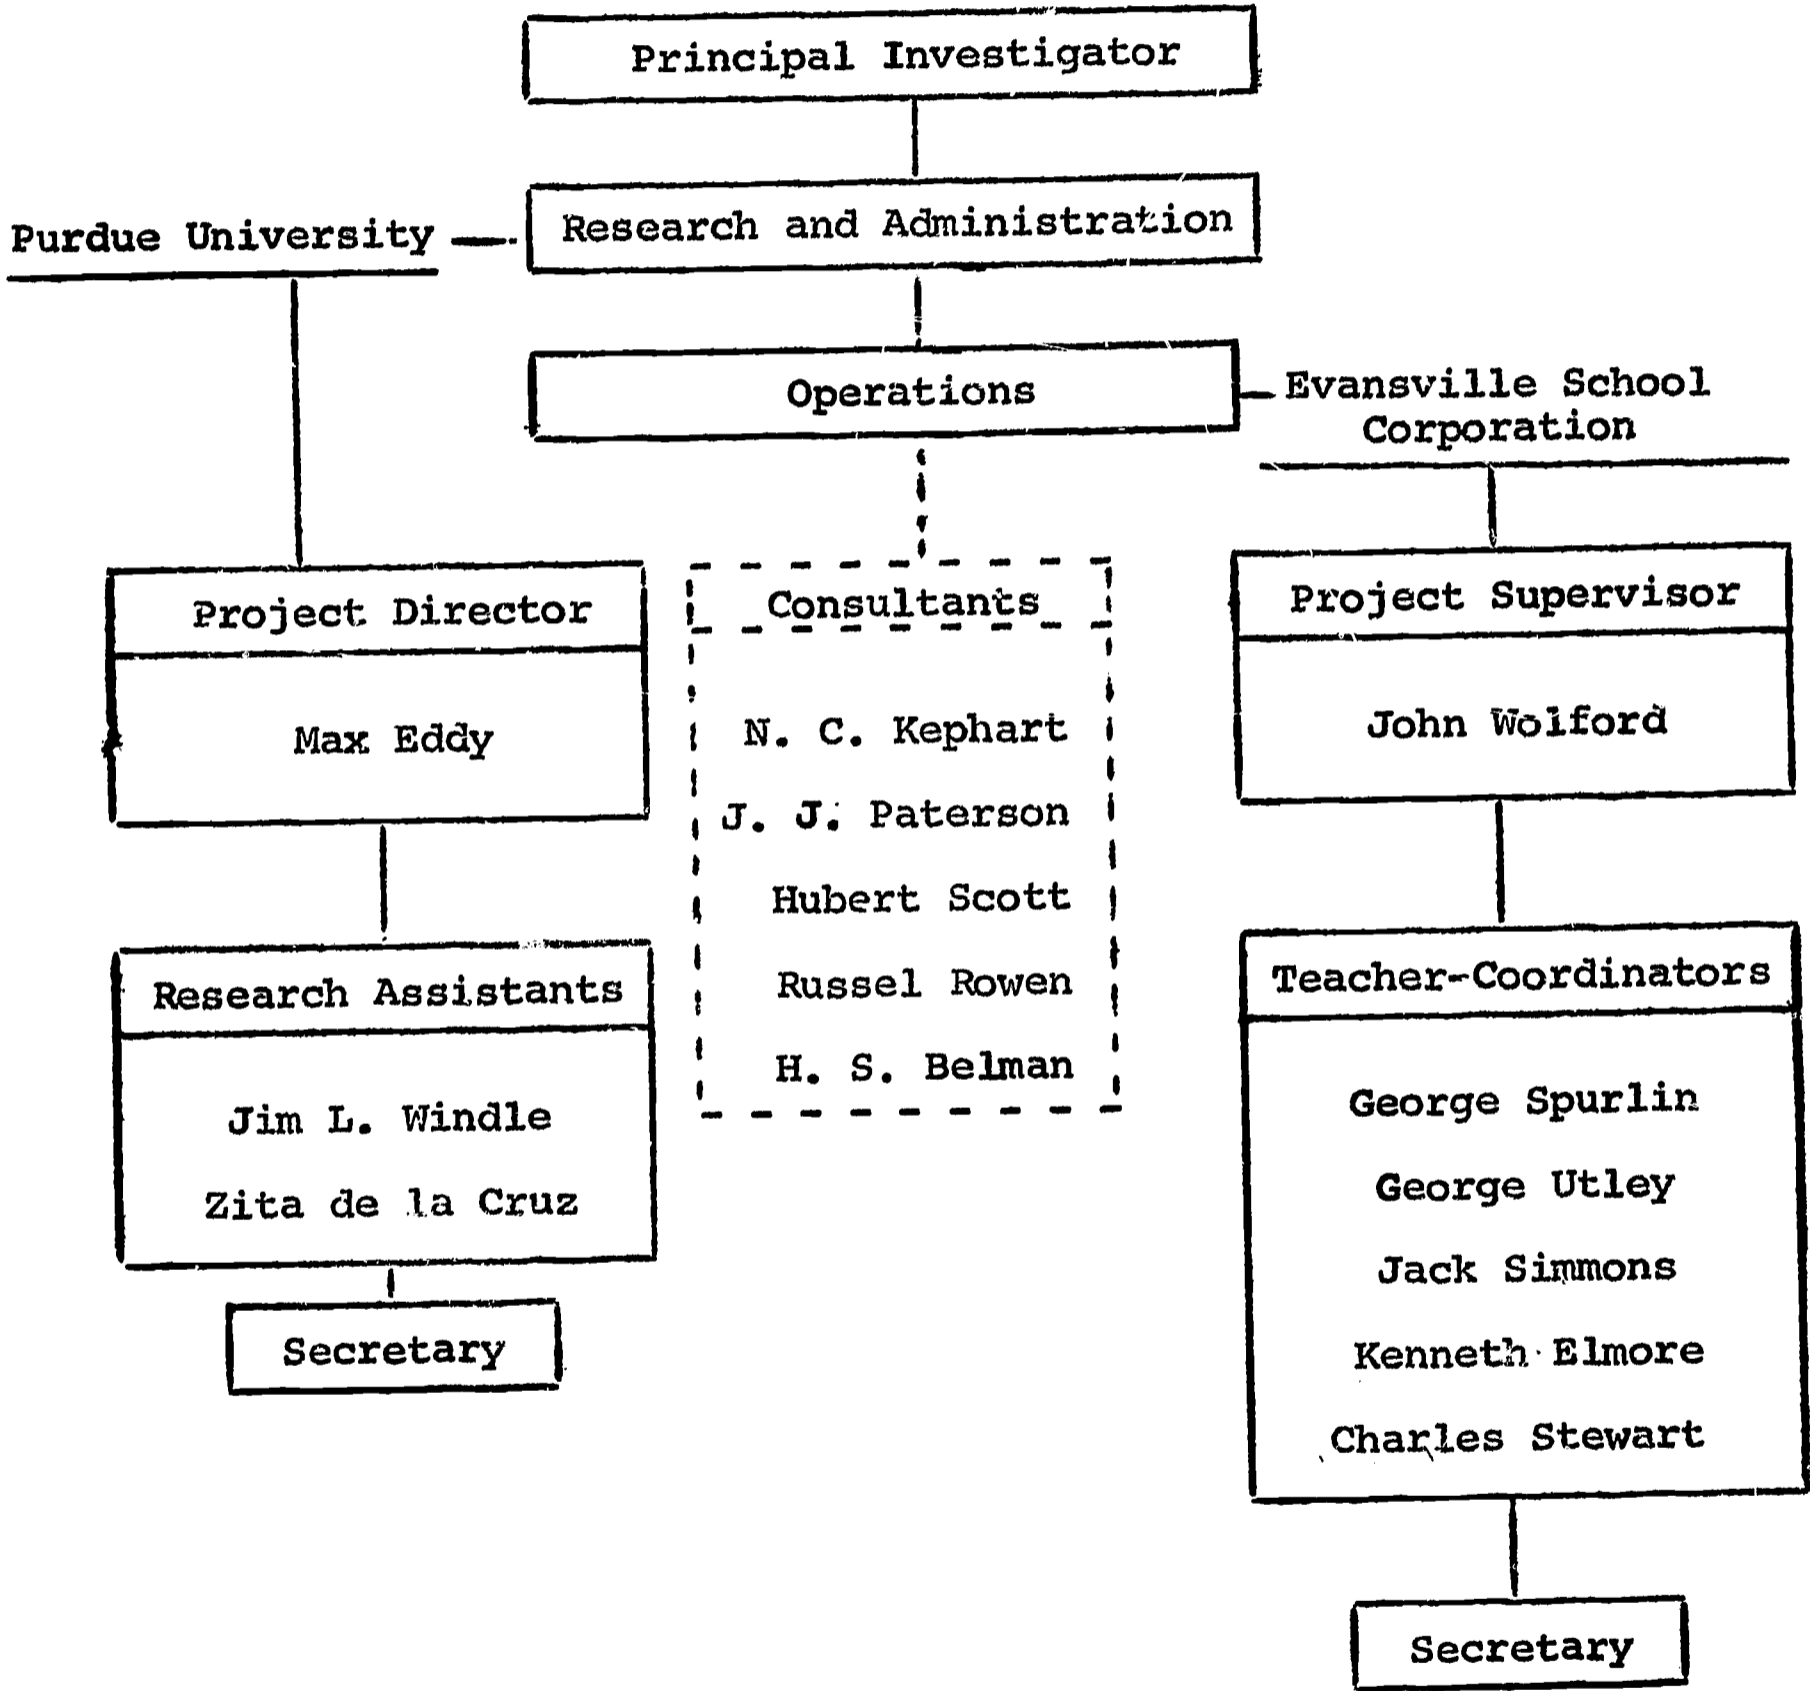 Principal Investigator
Purdue University
Research and Administration
Operations
Evansville School
Corporation
Project Director
Max Eddy
Research Assistants
Jim L. Windle
Zita de la Cruz
Secretary
Consultants
N. C. Kephart
J. J. Paterson
Hubert Scott
Russel Rowen
H. S. Belman
Project Supervisor
John Wolford
Teacher-Coordinators
George Spurlin
George Utley
Jack Simmons
Kenneth Elmore
Charles Stewart
Secretary